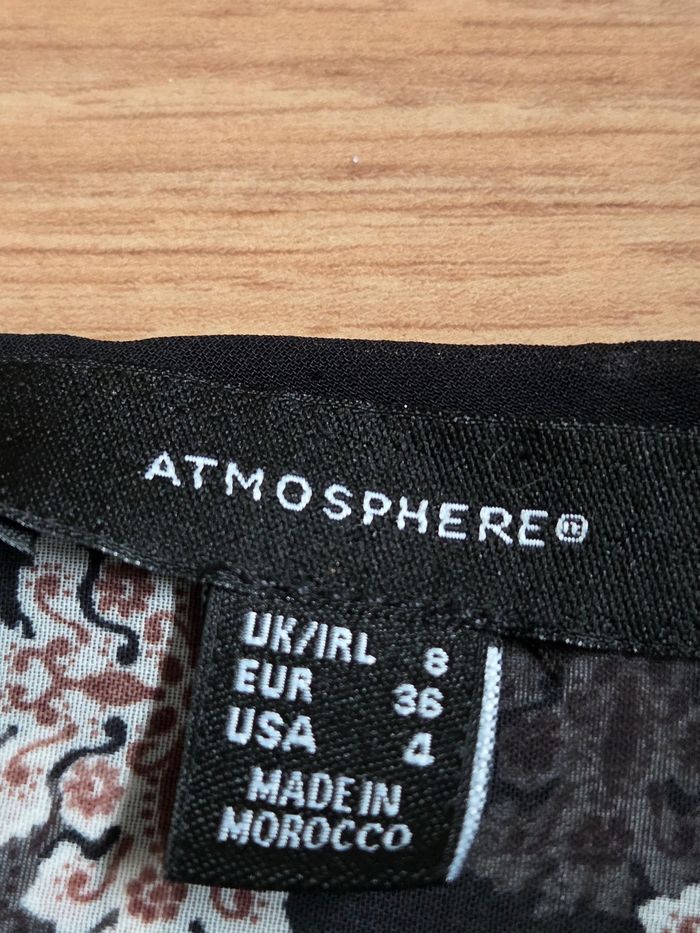 ATMOSPHERE®
UK/IRL 8
EUR 36
USA 4
MADE IN
MOROCCO